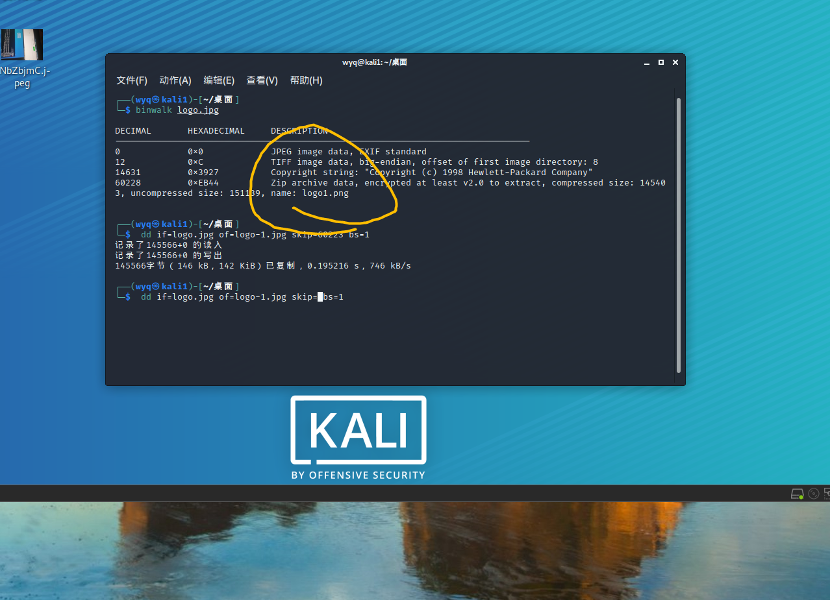 NbZbjmC.j-
peg
wyq@kali1: ~/桌面
文件(F) 动作(A) 编辑(E) 查看(V) 帮助(H)
┌──(wyq㉿kali1)-[~/桌面]
└─$ binwalk logo.jpg
DECIMAL HEXADECIMAL DESCRIPTION
0 0×0 JPEG image data, EXIF standard
12 0×C TIFF image data, big-endian, offset of first image directory: 8
14631 0×3927 Copyright string: "Copyright (c) 1998 Hewlett-Packard Company"
60228 0×EB44 Zip archive data, encrypted at least v2.0 to extract, compressed size: 14540
3, uncompressed size: 151139, name: logo1.png
┌──(wyq㉿kali1)-[~/桌面]
└─$ dd if=logo.jpg of=logo-1.jpg skip=60223 bs=1
记录了145566+0 的读入
记录了145566+0 的写出
145566字节 (146 kB, 142 KiB) 已复制，0.195216 s，746 kB/s
┌──(wyq㉿kali1)-[~/桌面]
└─$ dd if=logo.jpg of=logo-1.jpg skip= bs=1
KALI
BY OFFENSIVE SECURITY